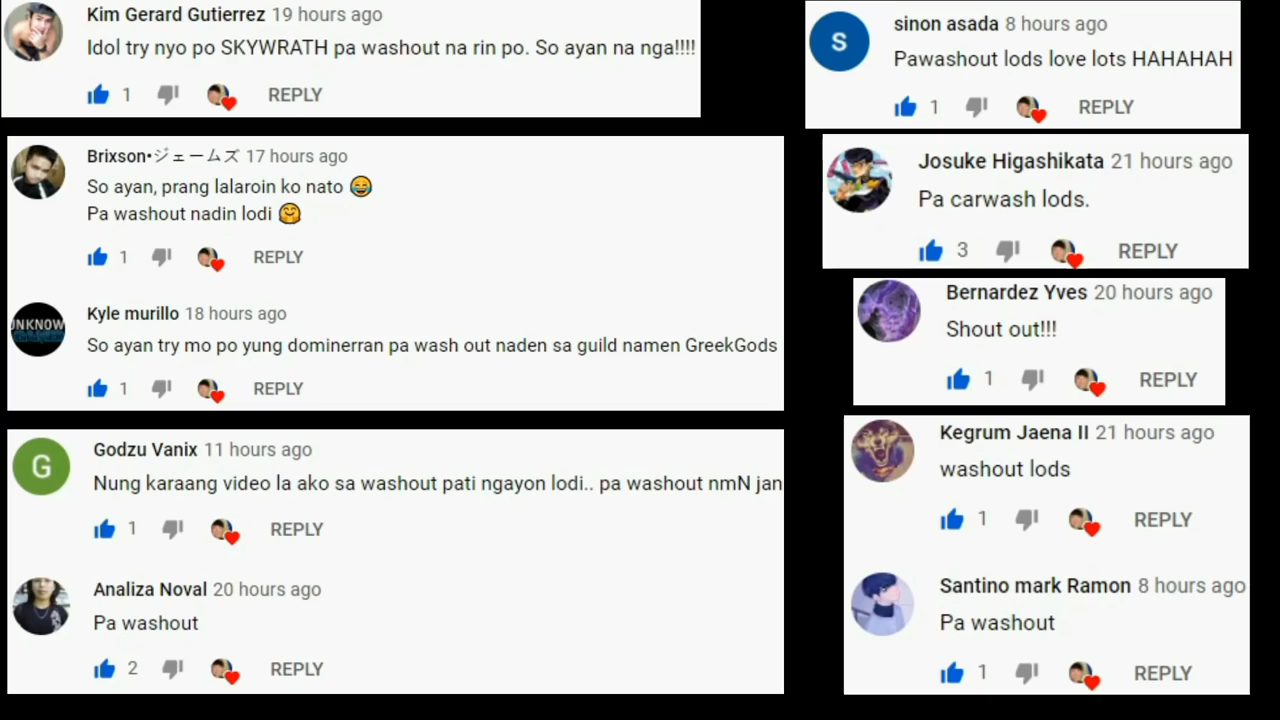 Kim Gerard Gutierrez 19 hours ago
Idol try nyo po SKYWRATH pa washout na rin po. So ayan na nga!!!!
1 REPLY
Brixson•ジェームズ 17 hours ago
So ayan, prang lalaroin ko nato 😂
Pa washout nadin lodi 🤗
1 REPLY
UNKNOW
Kyle murillo 18 hours ago
So ayan try mo po yung dominerran pa wash out naden sa guild namen GreekGods
1 REPLY
G
Godzu Vanix 11 hours ago
Nung karaang video la ako sa washout pati ngayon lodi.. pa washout nmN jan
1 REPLY
Analiza Noval 20 hours ago
Pa washout
2 REPLY
S
sinon asada 8 hours ago
Pawashout lods love lots HAHAHAH
1 REPLY
Josuke Higashikata 21 hours ago
Pa carwash lods.
3 REPLY
Bernardez Yves 20 hours ago
Shout out!!!
1 REPLY
Kegrum Jaena II 21 hours ago
washout lods
1 REPLY
Santino mark Ramon 8 hours ago
Pa washout
1 REPLY